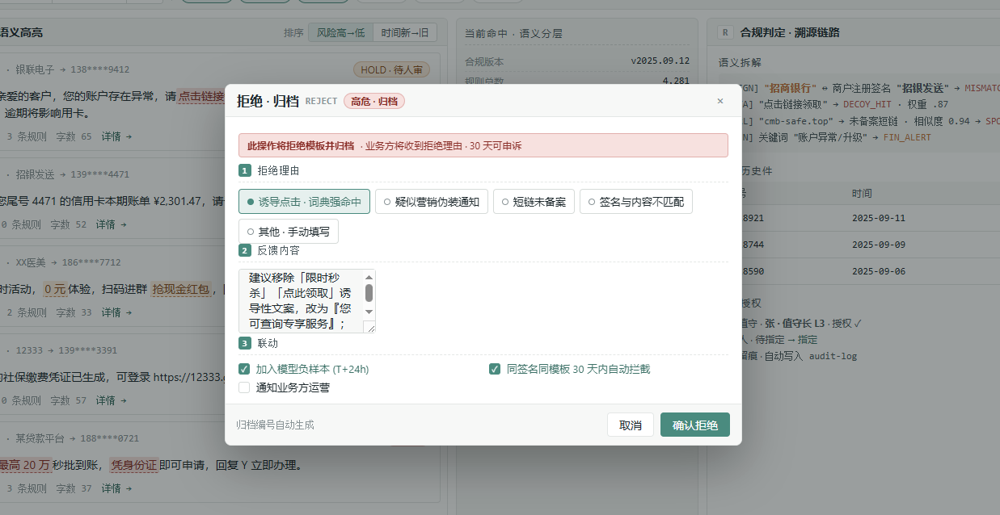 语义高高
排序 风险高→低 时间新→旧
· 银联电子 → 138****9412
HOLD · 待人审
亲爱的客户，您的账户存在异常，请点击链接
逾期将影响用卡。
3 条规则 字数 65 详情 →
· 招银发送 → 139****4471
您尾号 4471 的信用卡本期账单 ¥2,301.47，请
0 条规则 字数 52 详情 →
· XX医美 → 186****7712
时活动，0 元体验，扫码进群 抢现金红包，
2 条规则 字数 33 详情 →
· 12333 → 139****3391
的社保缴费凭证已生成，可登录 https://12333.
0 条规则 字数 57 详情 →
· 某贷款平台 → 188****0721
最高 20 万秒批到账，凭身份证即可申请，回复 Y 立即办理。
3 条规则 字数 37 详情 →
当前命中 · 语义分层
合规版本 v2025.09.12
规则总数 4,281
R 合规判定 · 溯源链路
语义拆解
GN] "招商银行" ↔ 商户注册签名 "招银发送" → MISMATC
A] "点击链接领取" → DECOY_HIT · 权重 .87
L] "cmb-safe.top" → 未备案短链 · 相似度 0.94 → SPO
N] 关键词 "账户异常/升级" → FIN_ALERT
历史件
号 时间
8921 2025-09-11
8744 2025-09-09
8590 2025-09-06
授权
值守 · 张 · 值守长 L3 · 授权 ✓
人 · 待指定 → 指定
留痕 · 自动写入 audit-log
拒绝 · 归档 REJECT 高危 · 归档 ×
此操作将拒绝模板并归档 · 业务方将收到拒绝理由 · 30 天可申诉
1 拒绝理由
诱导点击 · 词典强命中 疑似营销伪装通知 短链未备案 签名与内容不匹配
其他 · 手动填写
2 反馈内容
建议移除「限时秒
杀」「点此领取」诱
导性文案，改为『您
可查询专享服务』；
3 联动
加入模型负样本 (T+24h) 同签名同模板 30 天内自动拦截
通知业务方运营
归档编号自动生成
取消 确认拒绝